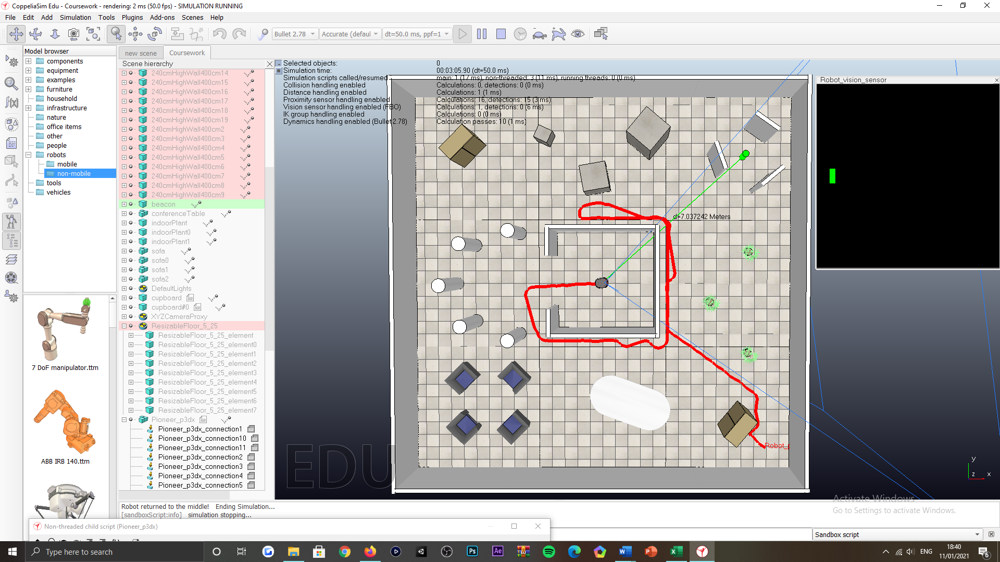 CoppeliaSim Edu - Coursework - rendering: 2 ms (50.0 fps) - SIMULATION RUNNING
File Edit Add Simulation Tools Plugins Add-ons Scenes Help
Bullet 2.78 Accurate (defaul dt=50.0 ms, ppf=1
Model browser
components
equipment
examples
furniture
household
infrastructure
nature
office items
other
people
robots
mobile
non-mobile
tools
vehicles
7 DoF manipulator.ttm
ABB IRB 140.ttm
new scene Coursework
Scene hierarchy
240cmHighWall400cm14
240cmHighWall400cm15
240cmHighWall400cm16
240cmHighWall400cm17
240cmHighWall400cm18
240cmHighWall400cm19
240cmHighWall400cm2
240cmHighWall400cm3
240cmHighWall400cm4
240cmHighWall400cm5
240cmHighWall400cm6
240cmHighWall400cm7
240cmHighWall400cm8
240cmHighWall400cm9
beacon
conferenceTable
indoorPlant
indoorPlant0
indoorPlant1
sofa
sofa0
sofa1
sofa2
DefaultLights
cupboard
cupboard#0
XYZCameraProxy
ResizableFloor_5_25
ResizableFloor_5_25_element
ResizableFloor_5_25_element0
ResizableFloor_5_25_element1
ResizableFloor_5_25_element2
ResizableFloor_5_25_element3
ResizableFloor_5_25_element4
ResizableFloor_5_25_element5
ResizableFloor_5_25_element6
ResizableFloor_5_25_element7
Pioneer_p3dx
Pioneer_p3dx_connection1
Pioneer_p3dx_connection10
Pioneer_p3dx_connection11
Pioneer_p3dx_connection2
Pioneer_p3dx_connection3
Pioneer_p3dx_connection4
Pioneer_p3dx_connection5
Selected objects: 0
Simulation time: 00:03:05.90 (dt=50.0 ms)
Simulation scripts called/resumed main: 1 (17 ms), non-threaded: 3 (11 ms), running threads: 0 (0 ms)
Collision handling enabled Calculations: 0, detections: 0 (0 ms)
Distance handling enabled Calculations: 1 (1 ms)
Proximity sensor handling enabled Calculations: 16, detections: 15 (3 ms)
Vision sensor handling enabled (FBO) Calculations: 1, detections: 0 (6 ms)
IK group handling enabled Calculations: 0 (0 ms)
Dynamics handling enabled (Bullet 2.78) Calculation passes: 10 (1 ms)
Robot_vision_sensor
d=7.037242 Meters
Robot_
EDU
y
z x
Activate Windows
Go to Settings to activate Windows.
Robot returned to the middle! Ending Simulation...
[sandboxScript:info] simulation stopping...
Non-threaded child script (Pioneer_p3dx)
Sandbox script
Type here to search
Ps
Ae
ENG
18:40
11/01/2021
6